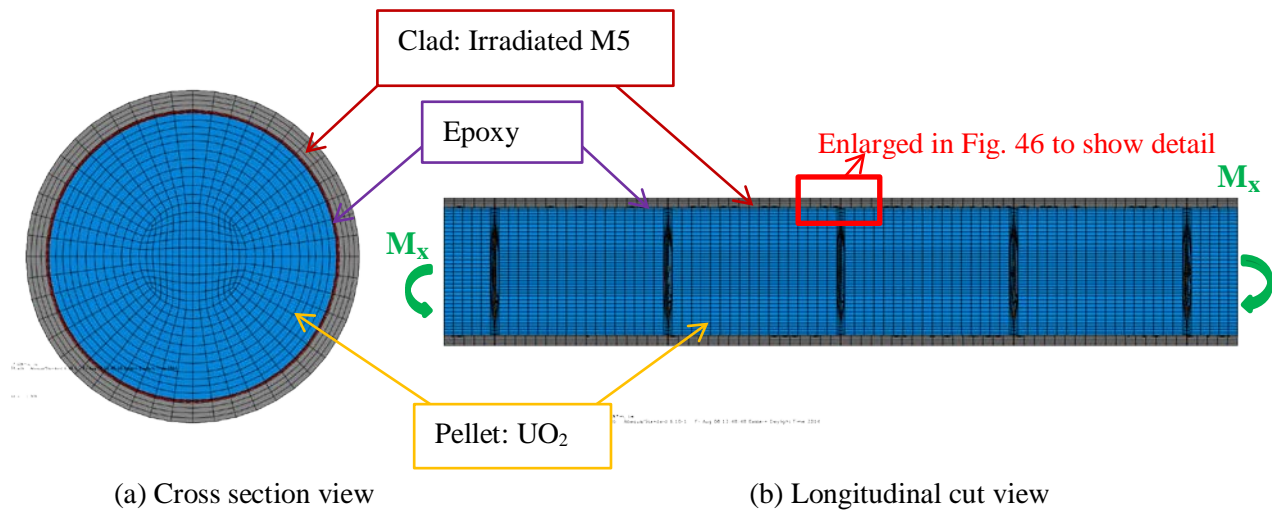 Clad: Irradiated M5
Epoxy
Enlarged in Fig. 46 to show detail
Mx
Mx
Pellet: UO2
(a) Cross section view
(b) Longitudinal cut view